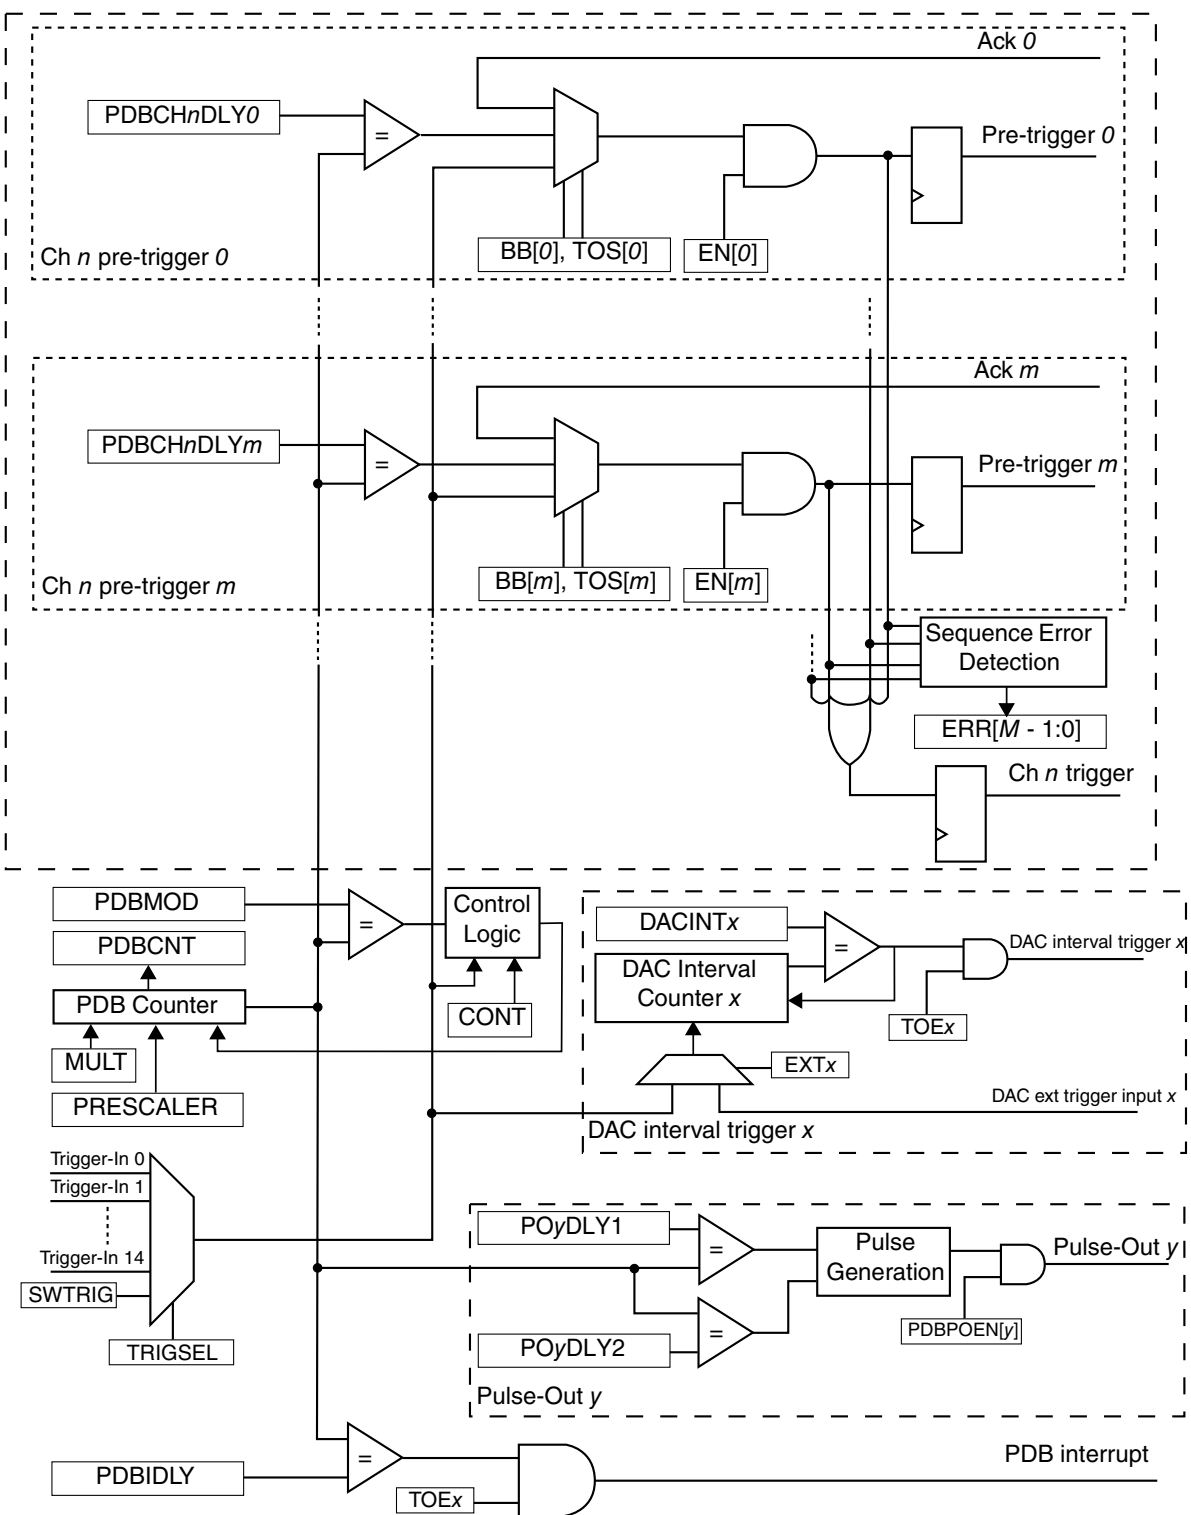 Ack 0
PDBCHnDLY0
=
Pre-trigger 0
BB[0], TOS[0]
EN[0]
Ch n pre-trigger 0
Ack m
PDBCHnDLYm
=
Pre-trigger m
BB[m], TOS[m]
EN[m]
Ch n pre-trigger m
Sequence Error
Detection
ERR[M - 1:0]
Ch n trigger
PDBMOD
=
Control
Logic
PDBCNT
PDB Counter
CONT
MULT
PRESCALER
DACINTx
=
DAC interval trigger x
DAC Interval
Counter x
TOEx
EXTx
DAC ext trigger input x
DAC interval trigger x
Trigger-In 0
Trigger-In 1
Trigger-In 14
SWTRIG
TRIGSEL
POyDLY1
=
Pulse
Generation
Pulse-Out y
PDBPOEN[y]
POyDLY2
=
Pulse-Out y
PDBIDLY
=
TOEx
PDB interrupt